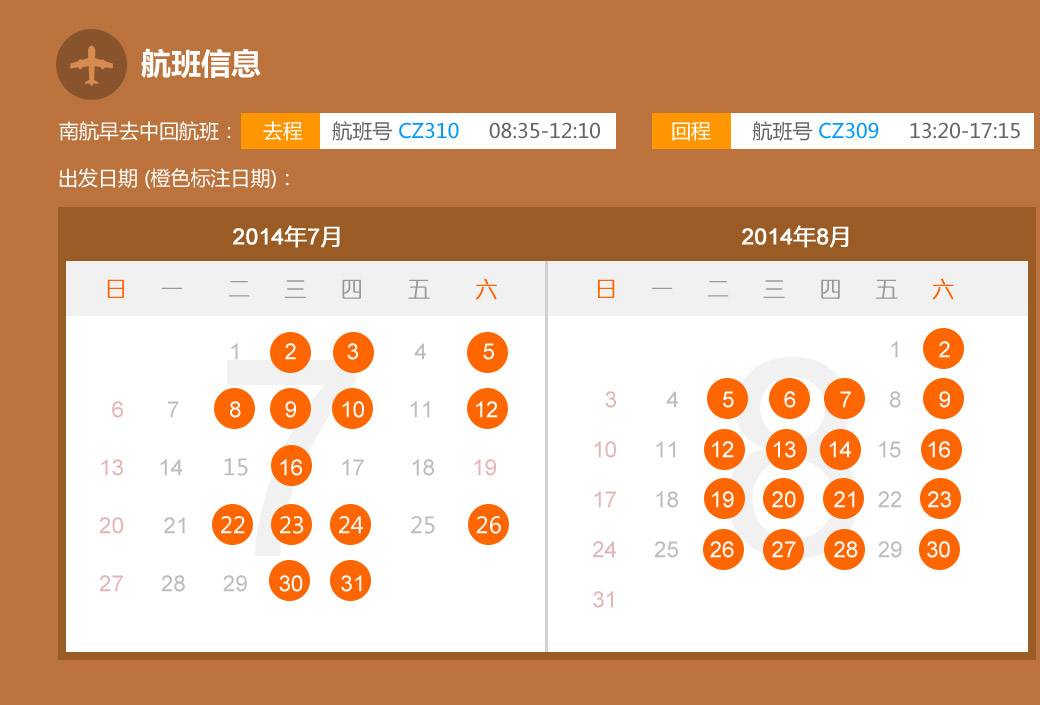 航班信息
南航早去中回航班： 去程 航班号 CZ310 08:35-12:10 回程 航班号 CZ309 13:20-17:15
出发日期 (橙色标注日期)：
2014年7月 2014年8月
日 一 二 三 四 五 六 日 一 二 三 四 五 六
1 2 3 4 5 1 2
6 7 8 9 10 11 12 3 4 5 6 7 8 9
13 14 15 16 17 18 19 10 11 12 13 14 15 16
20 21 22 23 24 25 26 17 18 19 20 21 22 23
27 28 29 30 31 24 25 26 27 28 29 30
31
7 8